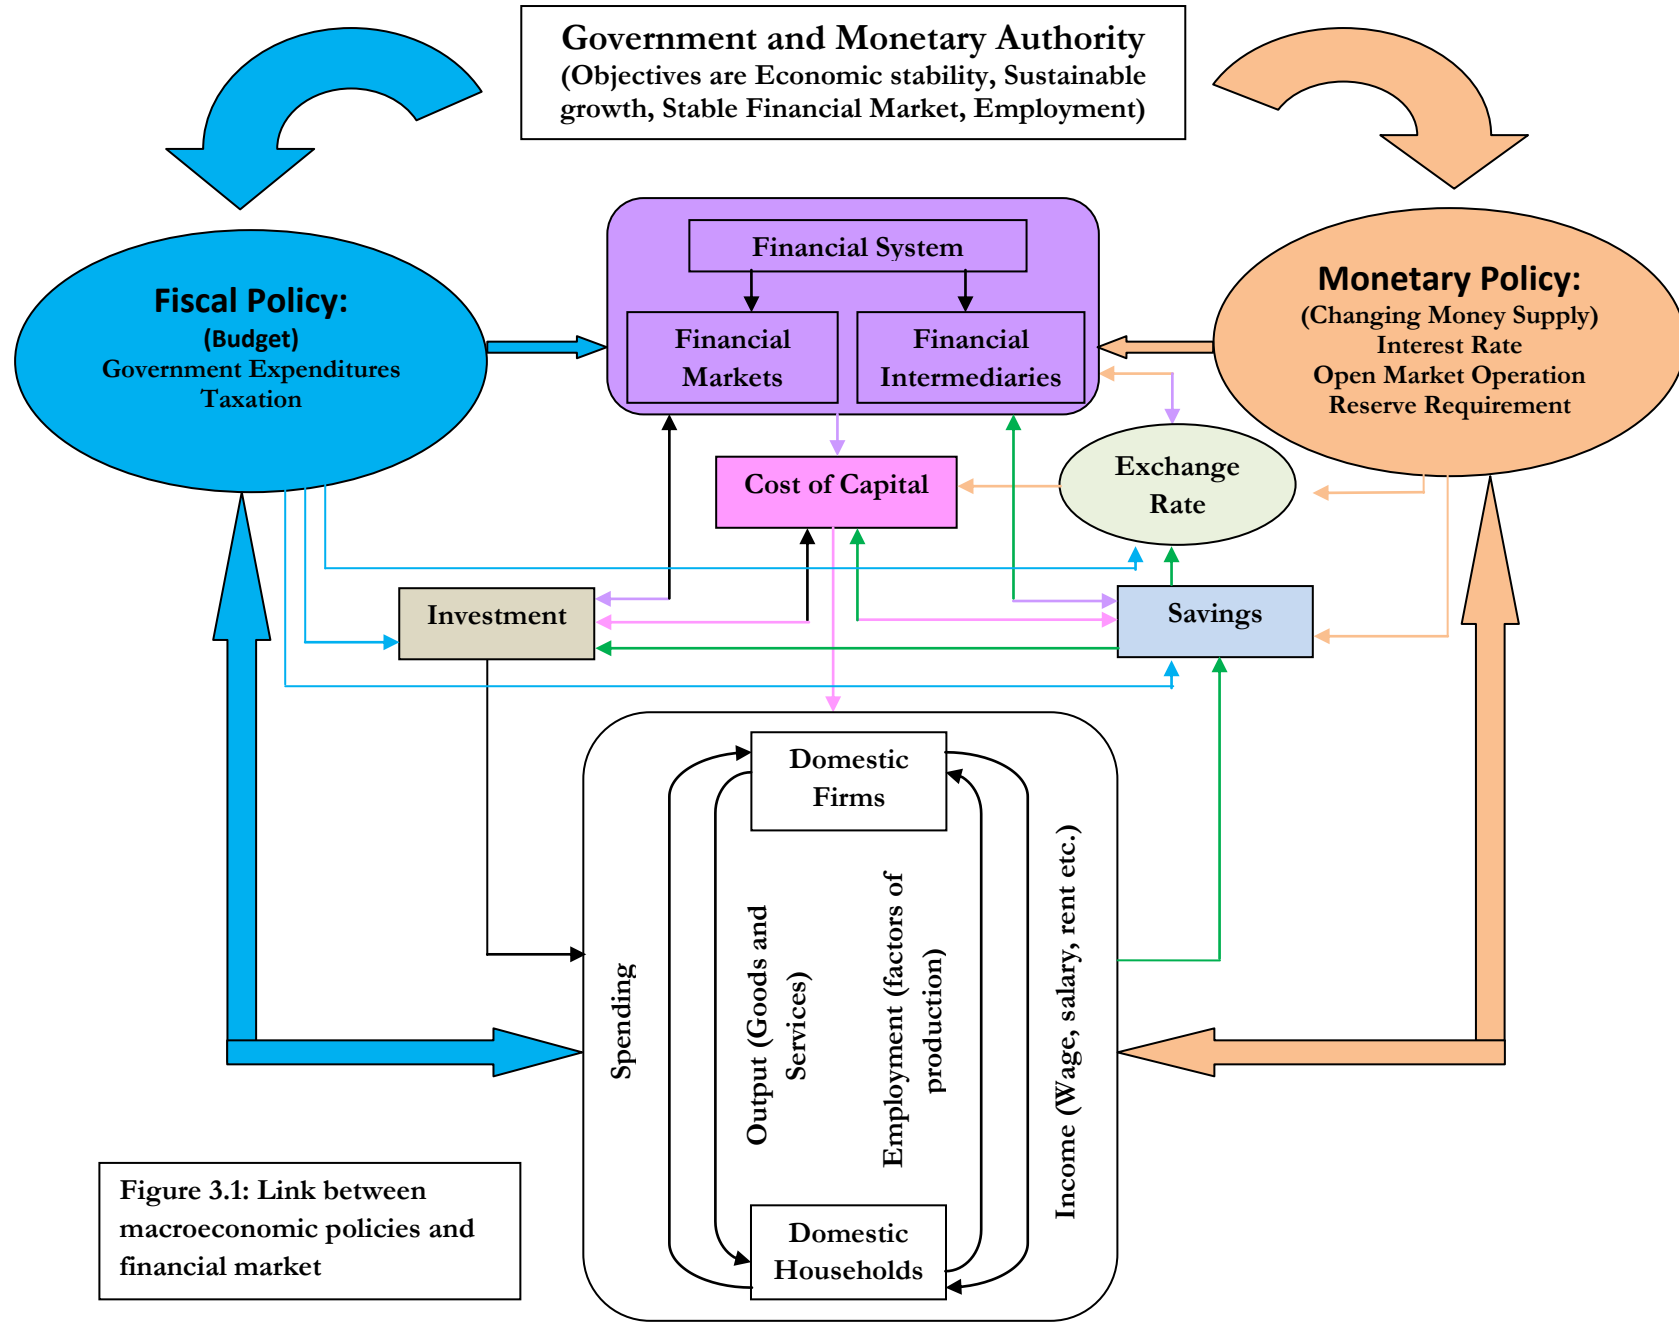 Government and Monetary Authority
(Objectives are Economic stability, Sustainable
growth, Stable Financial Market, Employment)
Fiscal Policy:
(Budget)
Government Expenditures
Taxation
Financial System
Financial
Markets
Financial
Intermediaries
Monetary Policy:
(Changing Money Supply)
Interest Rate
Open Market Operation
Reserve Requirement
Cost of Capital
Exchange
Rate
Investment
Savings
Domestic
Firms
Spending
Output (Goods and
Services)
Employment (factors of
production)
Income (Wage, salary, rent etc.)
Domestic
Households
Figure 3.1: Link between
macroeconomic policies and
financial market